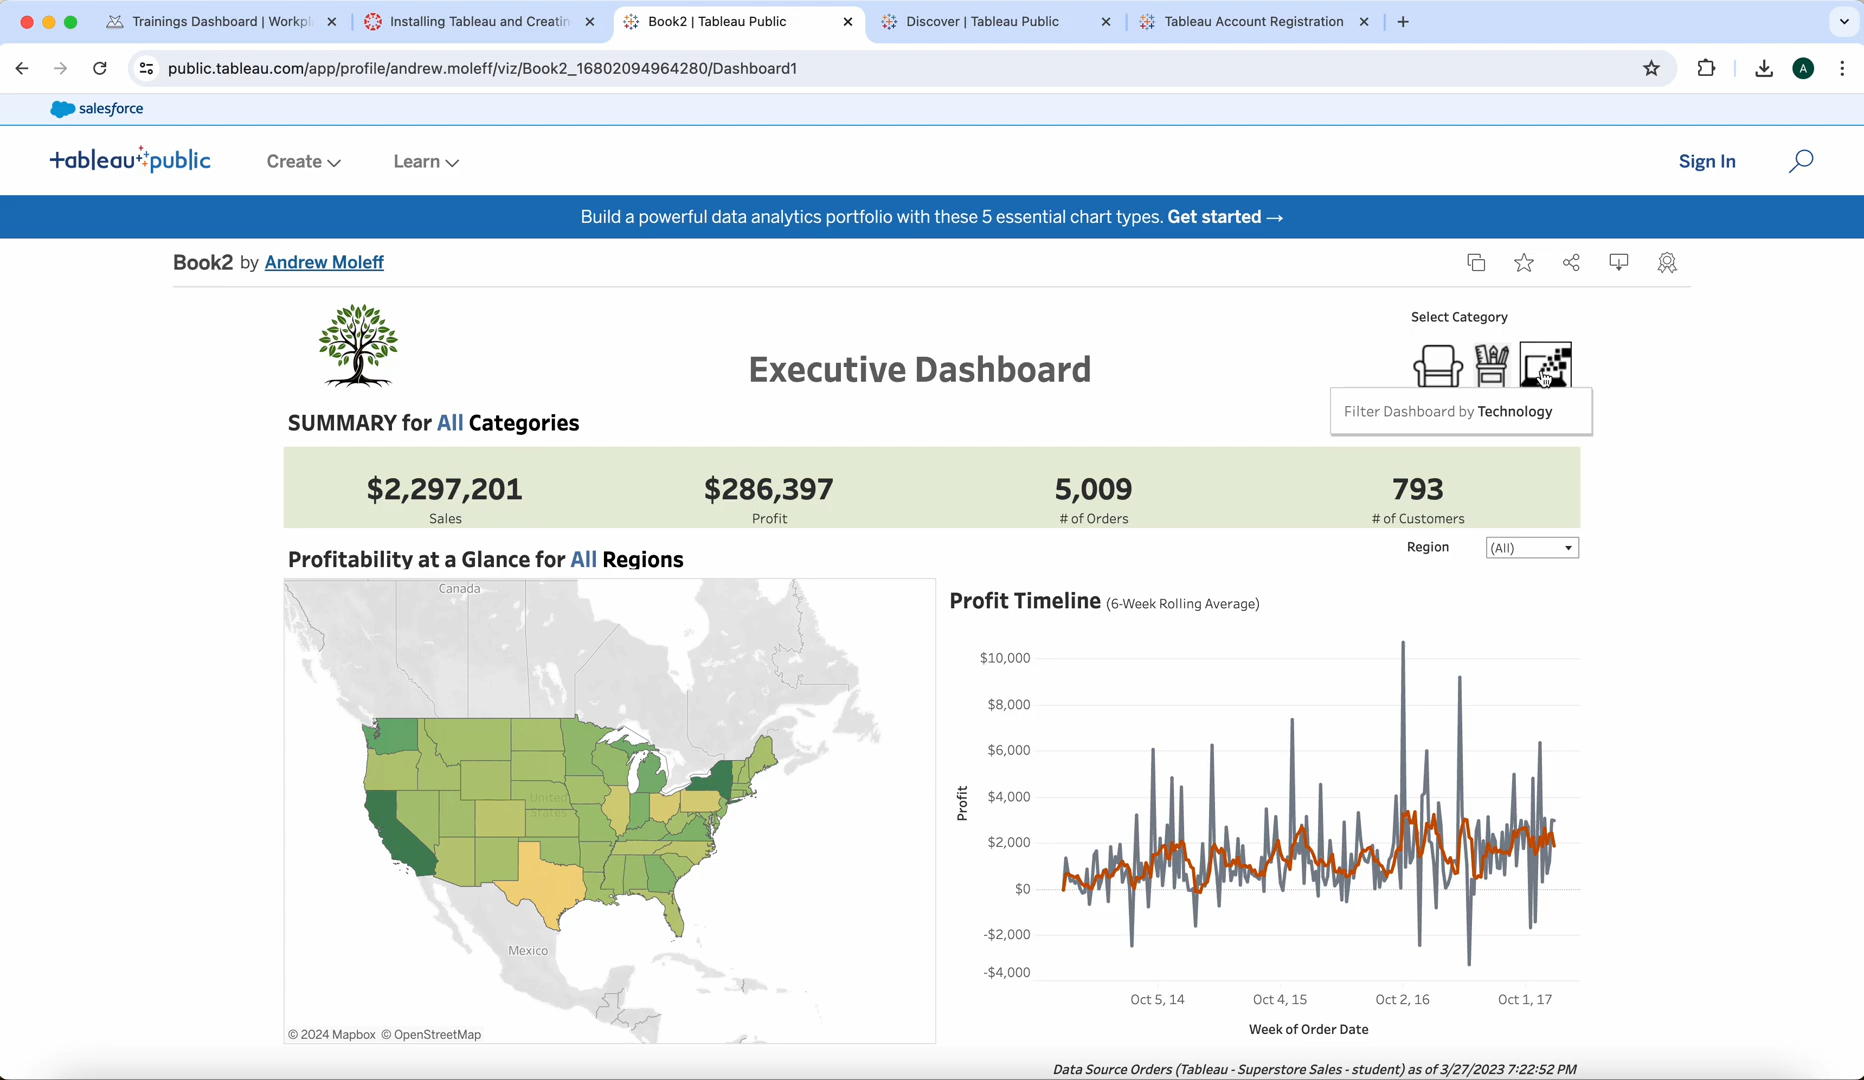 Trainings Dashboard | Workpl
Installing Tableau and Creatin
Book2 | Tableau Public
Discover | Tableau Public
Tableau Account Registration
public.tableau.com/app/profile/andrew.moleff/viz/Book2_16802094964280/Dashboard1
A
salesforce
tableau public
Create
Learn
Sign In
Build a powerful data analytics portfolio with these 5 essential chart types. Get started →
Book2 by Andrew Moleff
Select Category
Executive Dashboard
Filter Dashboard by Technology
SUMMARY for All Categories
$2,297,201
$286,397
5,009
793
Sales
Profit
# of Orders
# of Customers
Profitability at a Glance for All Regions
Region
(All)
Canada
United States
Mexico
© 2024 Mapbox © OpenStreetMap
Profit Timeline (6-Week Rolling Average)
$10,000
$8,000
$6,000
$4,000
$2,000
$0
-$2,000
-$4,000
Profit
Oct 5, 14
Oct 4, 15
Oct 2, 16
Oct 1, 17
Week of Order Date
Data Source Orders (Tableau - Superstore Sales - student) as of 3/27/2023 7:22:52 PM